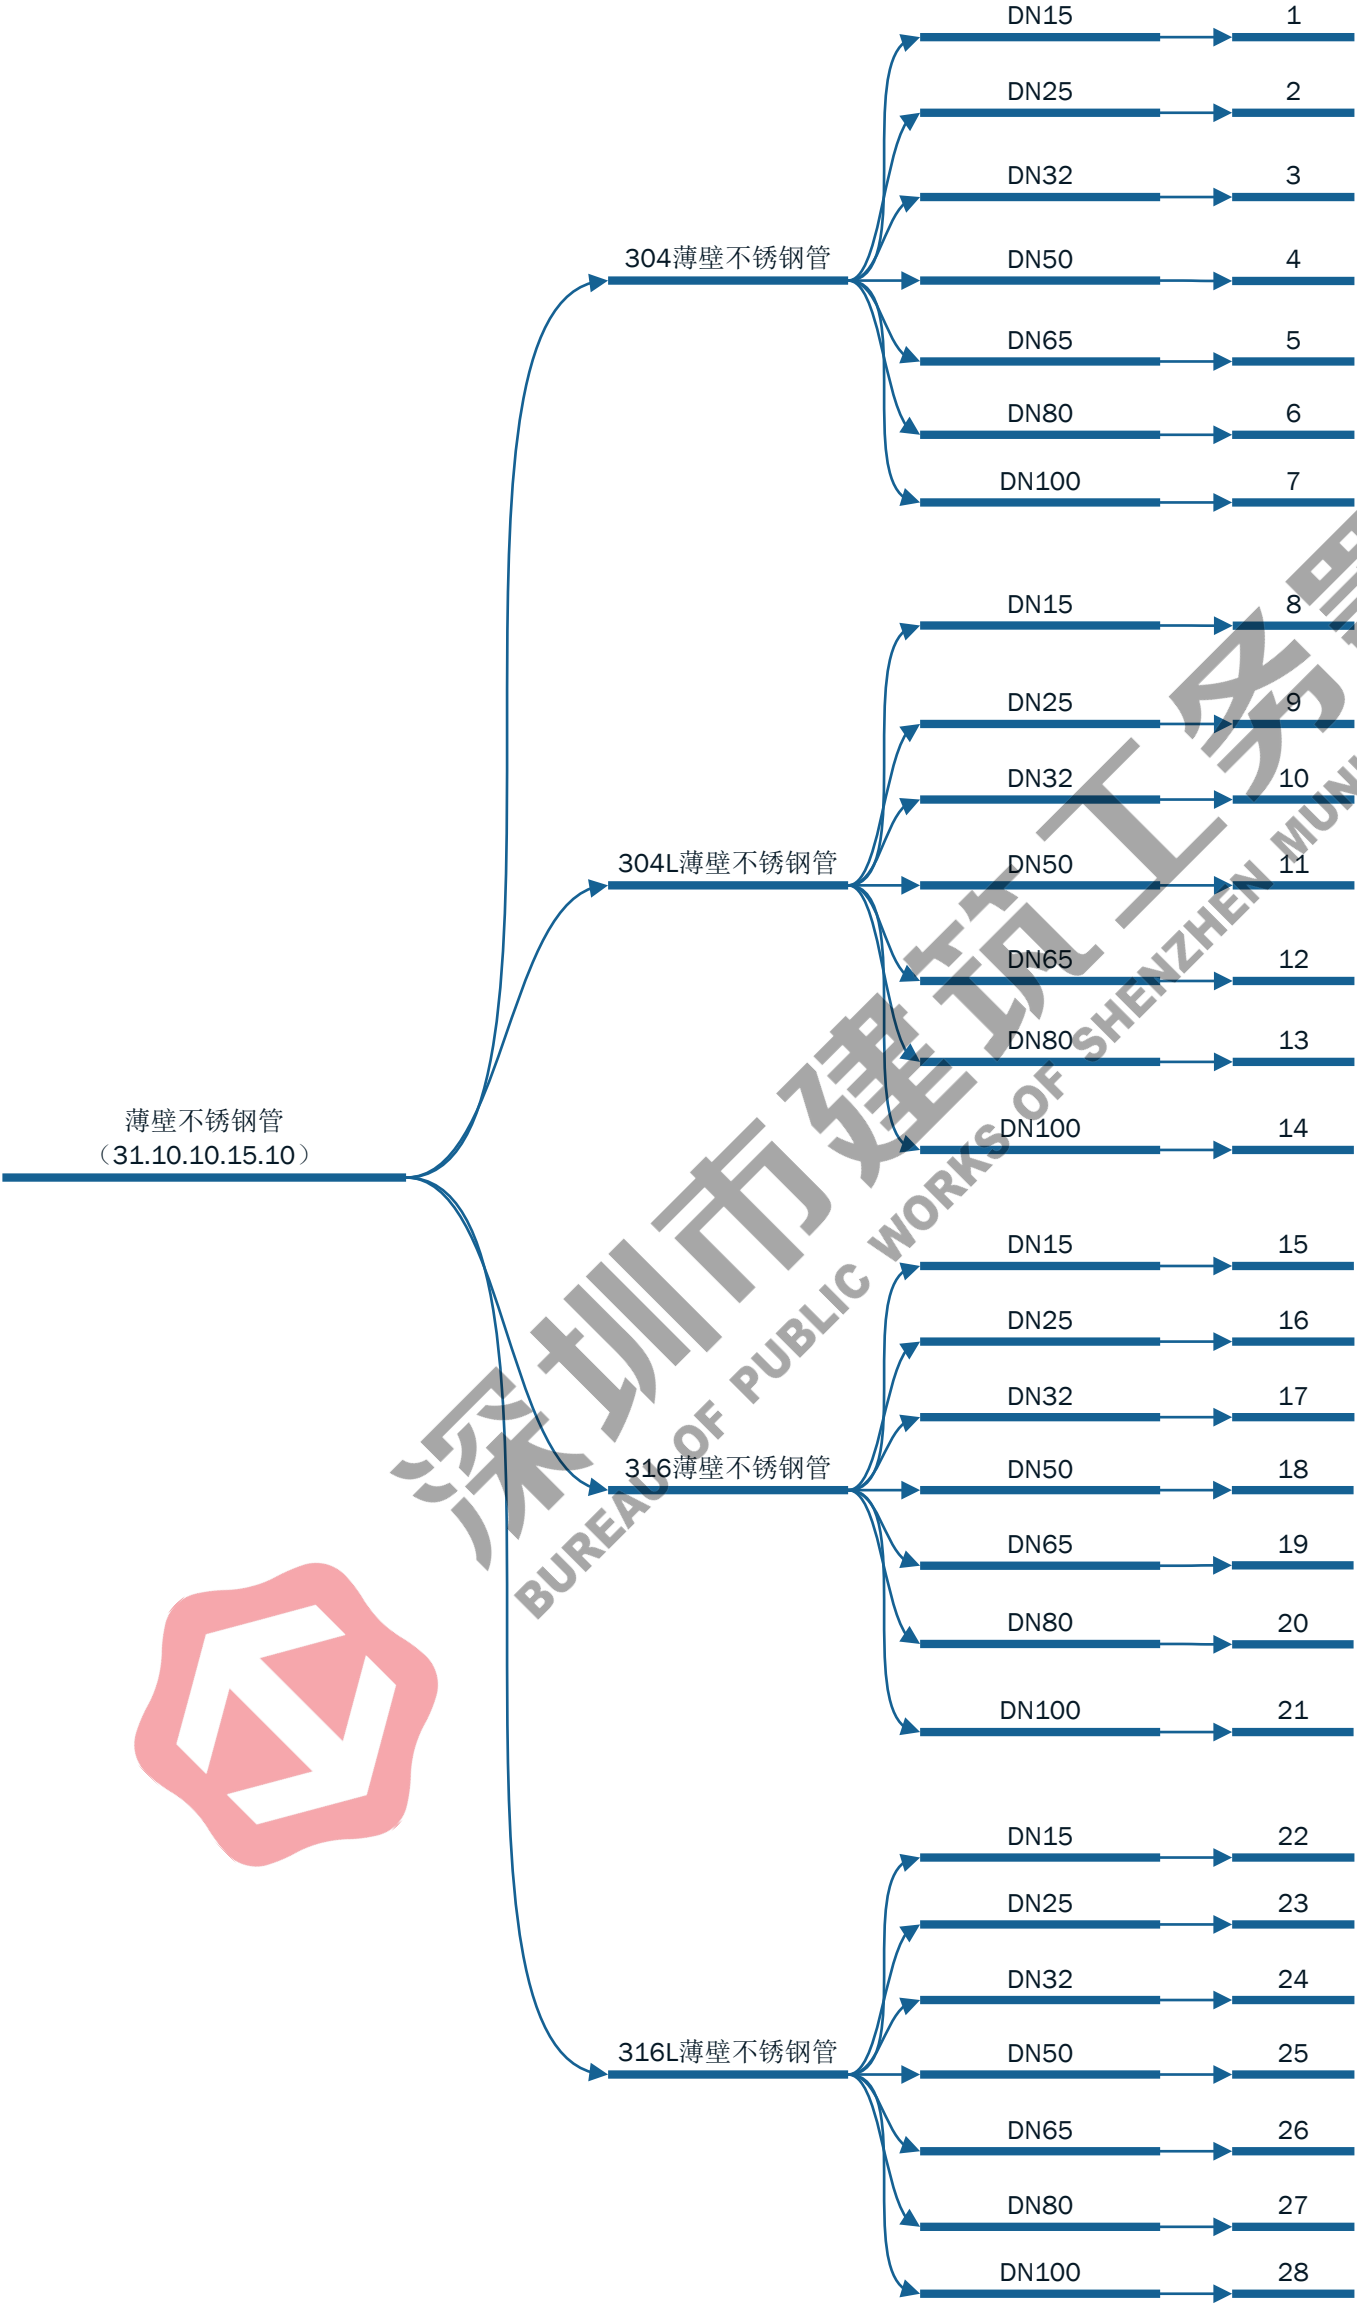 薄壁不锈钢管
（31.10.10.15.10）
304薄壁不锈钢管
DN15 1
DN25 2
DN32 3
DN50 4
DN65 5
DN80 6
DN100 7
304L薄壁不锈钢管
DN15 8
DN25 9
DN32 10
DN50 11
DN65 12
DN80 13
DN100 14
316薄壁不锈钢管
DN15 15
DN25 16
DN32 17
DN50 18
DN65 19
DN80 20
DN100 21
316L薄壁不锈钢管
DN15 22
DN25 23
DN32 24
DN50 25
DN65 26
DN80 27
DN100 28
深圳市建筑工务
BUREAU OF PUBLIC WORKS OF SHENZHEN